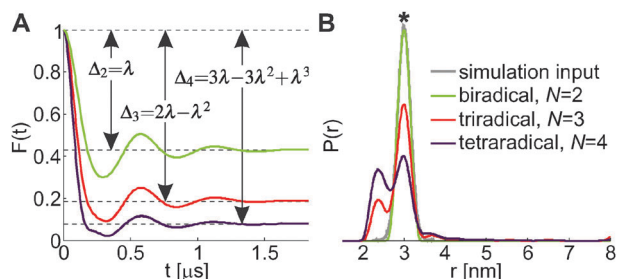 A
F(t)
1
0.8
0.6
0.4
0.2
0
0
0.5
1
1.5
t [μs]
Δ₂=λ
Δ₃=2λ−λ²
Δ₄=3λ−3λ²+λ³
B
P(r)
*
simulation input
biradical, N=2
triradical, N=3
tetraradical, N=4
2
3
4
5
6
7
8
r [nm]